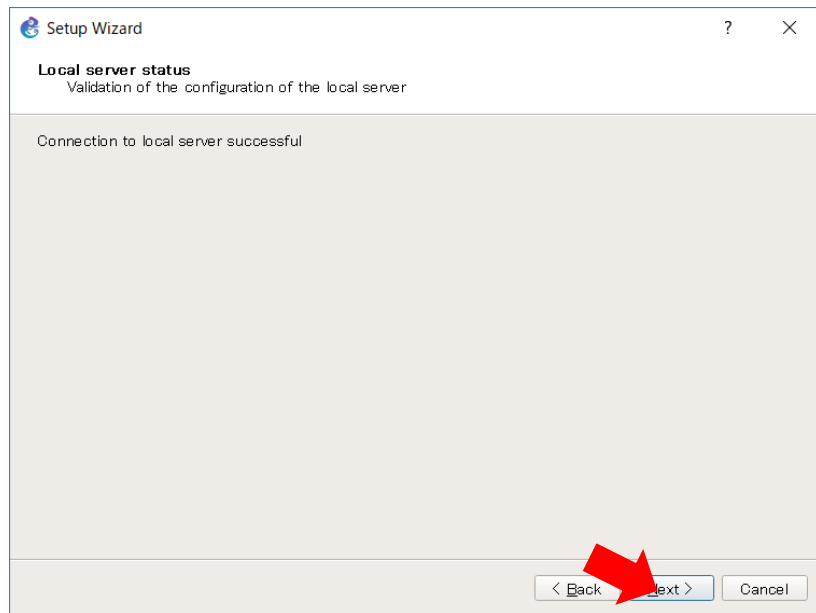 Setup Wizard
?
Local server status
Validation of the configuration of the local server
Connection to local server successful
< Back
ext >
Cancel